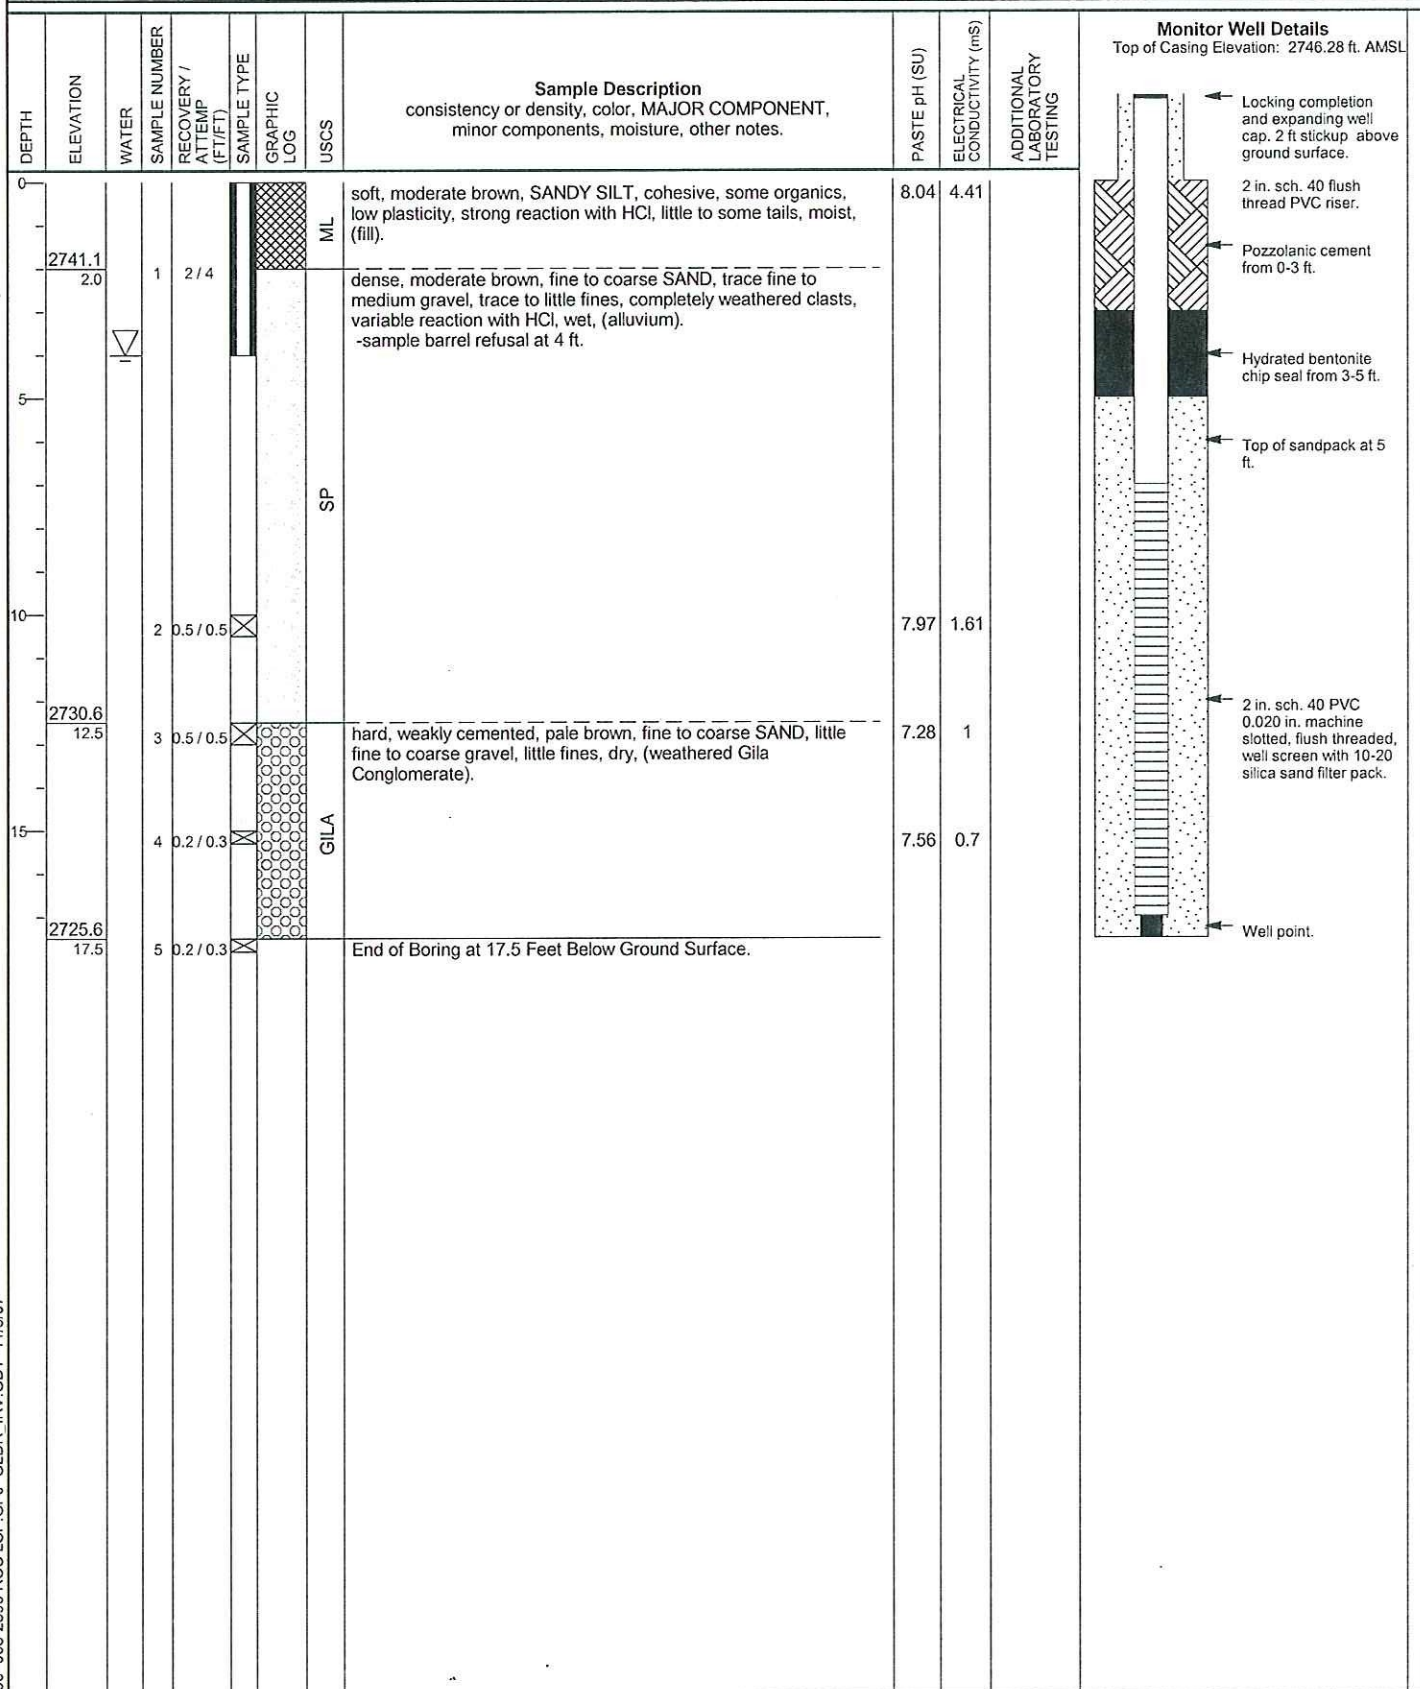 DEPTH
ELEVATION
WATER
SAMPLE NUMBER
RECOVERY /
ATTEMP
(FT/FT)
SAMPLE TYPE
GRAPHIC
LOG
USCS
Sample Description
consistency or density, color, MAJOR COMPONENT,
minor components, moisture, other notes.
PASTE pH (SU)
ELECTRICAL
CONDUCTIVITY (mS)
ADDITIONAL
LABORATORY
TESTING
Monitor Well Details
Top of Casing Elevation: 2746.28 ft. AMSL
Locking completion
and expanding well
cap. 2 ft stickup above
ground surface.
2 in. sch. 40 flush
thread PVC riser.
Pozzolanic cement
from 0-3 ft.
Hydrated bentonite
chip seal from 3-5 ft.
Top of sandpack at 5
ft.
2 in. sch. 40 PVC
0.020 in. machine
slotted, flush threaded,
well screen with 10-20
silica sand filter pack.
Well point.
0
ML
soft, moderate brown, SANDY SILT, cohesive, some organics,
low plasticity, strong reaction with HCl, little to some tails, moist,
(fill).
8.04 4.41
2741.1
2.0
1 2 / 4
dense, moderate brown, fine to coarse SAND, trace fine to
medium gravel, trace to little fines, completely weathered clasts,
variable reaction with HCl, wet, (alluvium).
-sample barrel refusal at 4 ft.
5
SP
10
2 0.5 / 0.5
7.97 1.61
2730.6
12.5
3 0.5 / 0.5
hard, weakly cemented, pale brown, fine to coarse SAND, little
fine to coarse gravel, little fines, dry, (weathered Gila
Conglomerate).
7.28 1
15
4 0.2 / 0.3
GILA
7.56 0.7
2725.6
17.5
5 0.2 / 0.3
End of Boring at 17.5 Feet Below Ground Surface.